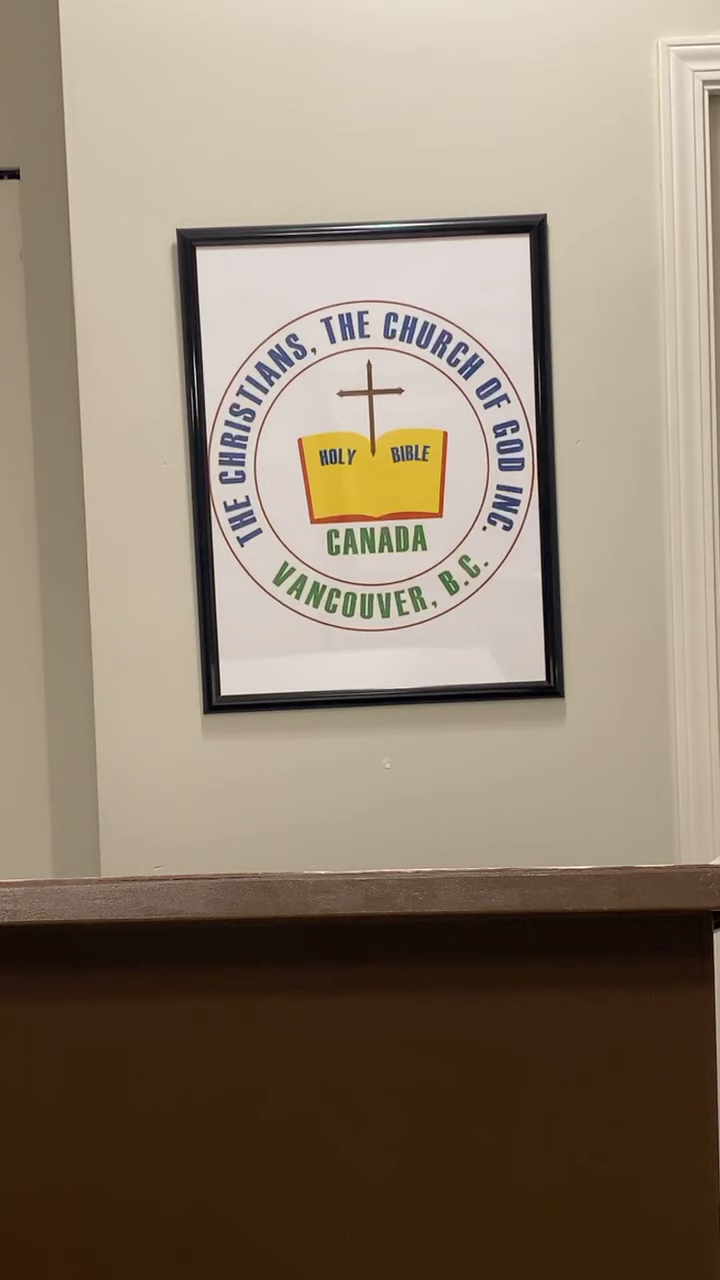 THE CHRISTIANS, THE CHURCH OF GOD INC.
HOLY BIBLE
CANADA
VANCOUVER, B.C.